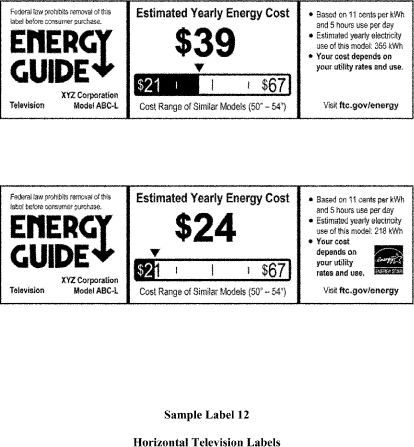 Federal law prohibits removal of this
label before consumer purchase.
ENERGY
GUIDE
XYZ Corporation
Television Model ABC-L
Estimated Yearly Energy Cost
$39
$21 $67
Cost Range of Similar Models (50" – 54")
• Based on 11 cents per kWh
and 5 hours use per day
• Estimated yearly electricity
use of this model: 355 kWh
• Your cost depends on
your utility rates and use.
Visit ftc.gov/energy
Federal law prohibits removal of this
label before consumer purchase.
ENERGY
GUIDE
XYZ Corporation
Television Model ABC-L
Estimated Yearly Energy Cost
$24
$21 $67
Cost Range of Similar Models (50" – 54")
• Based on 11 cents per kWh
and 5 hours use per day
• Estimated yearly electricity
use of this model: 218 kWh
• Your cost
depends on
your utility
rates and use.
ENERGY STAR
Visit ftc.gov/energy
Sample Label 12
Horizontal Television Labels